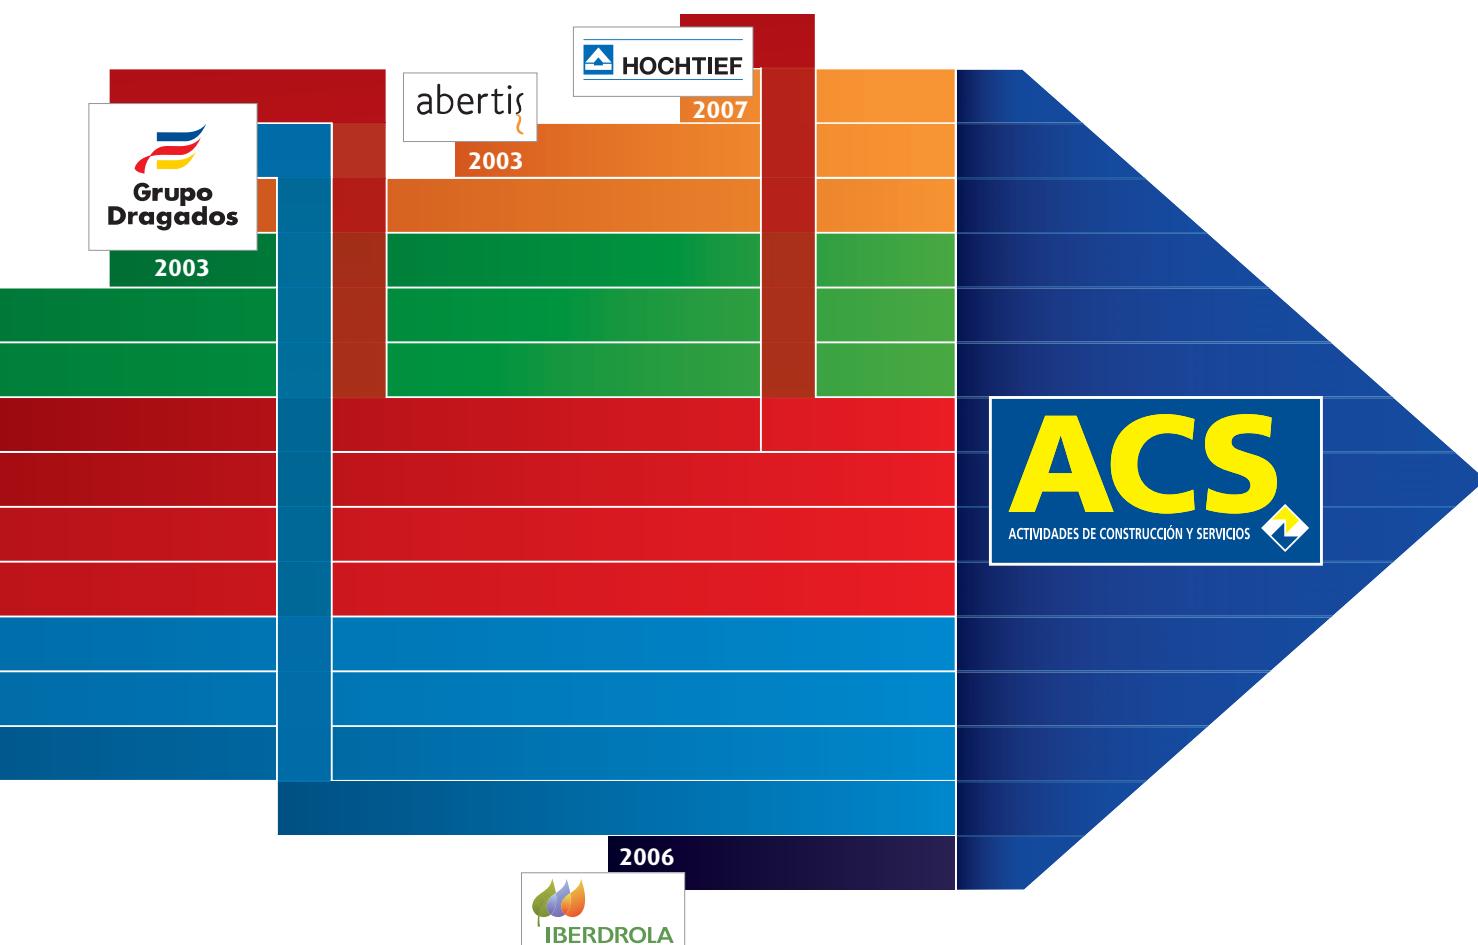 HOCHTIEF
2007
abertis
2003
Grupo
Dragados
2003
ACS
ACTIVIDADES DE CONSTRUCCIÓN Y SERVICIOS
2006
IBERDROLA